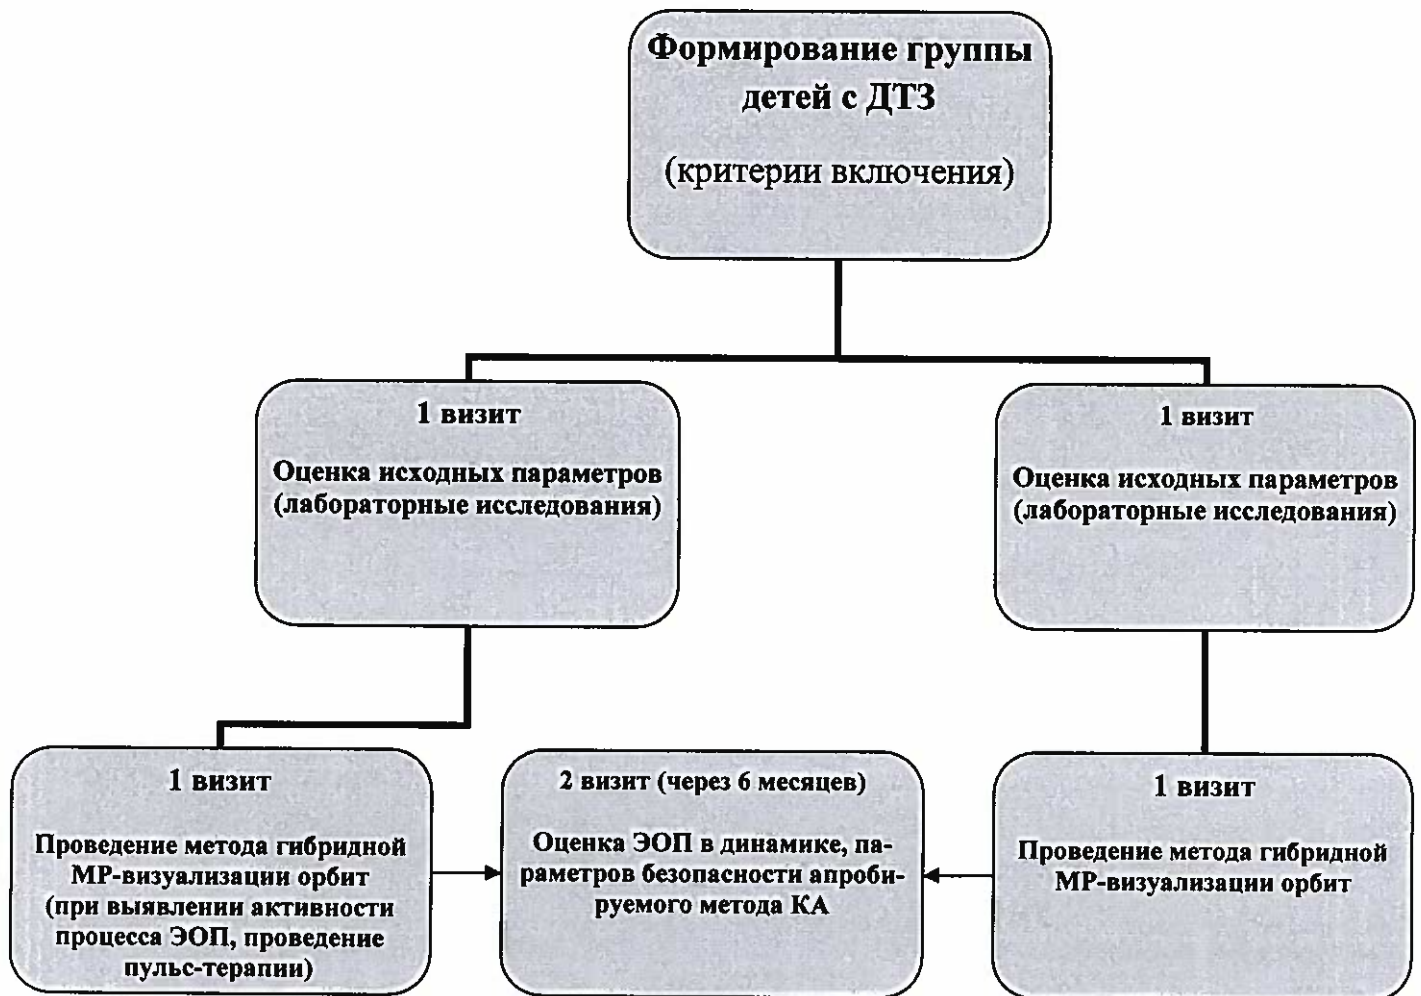 Формирование группы
детей с ДТЗ
(критерии включения)
1 визит
Оценка исходных параметров
(лабораторные исследования)
1 визит
Оценка исходных параметров
(лабораторные исследования)
1 визит
Проведение метода гибридной
МР-визуализации орбит
(при выявлении активности
процесса ЭОП, проведение
пульс-терапии)
2 визит (через 6 месяцев)
Оценка ЭОП в динамике, па-
раметров безопасности апроби-
руемого метода КА
1 визит
Проведение метода гибридной
МР-визуализации орбит